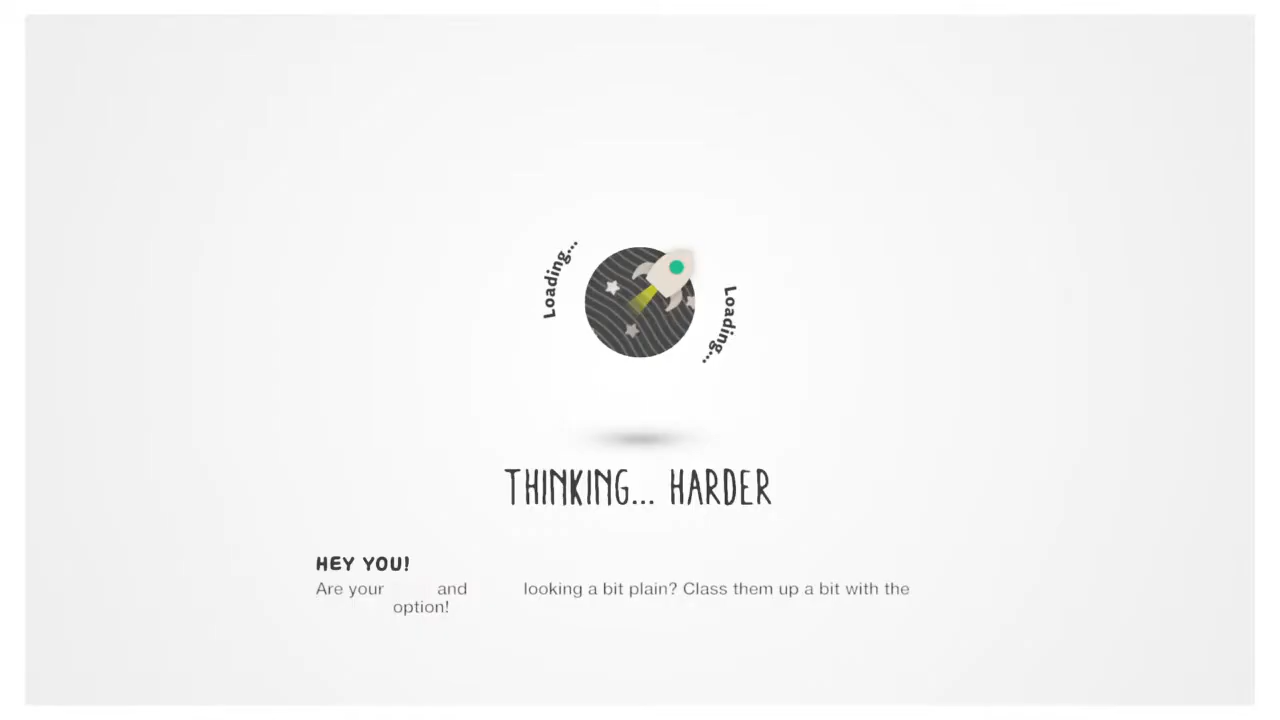 Loading...
Loading...
THINKING... HARDER
HEY YOU!
Are your and looking a bit plain? Class them up a bit with the
option!